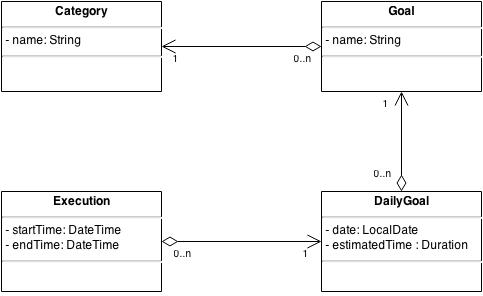 Category
- name: String
Goal
- name: String
1
0..n
1
0..n
Execution
- startTime: DateTime
- endTime: DateTime
DailyGoal
- date: LocalDate
- estimatedTime : Duration
0..n
1